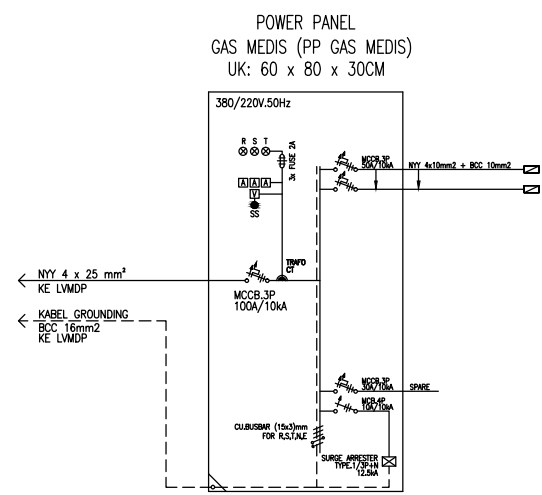 POWER PANEL
GAS MEDIS (PP GAS MEDIS)
UK: 60 x 80 x 30CM
380/220V.50Hz
R S T
3x FUSE 2A
A A A
V
SS
MCCB.3P
50A/10kA
NYY 4x10mm2 + BCC 10mm2
TRAFO
CT
NYY 4 x 25 mm²
KE LVMDP
MCCB.3P
100A/10kA
KABEL GROUNDING
BCC 16mm2
KE LVMDP
MCCB.3P
30A/10kA
SPARE
MCB.4P
10A/10kA
CU.BUSBAR (15x3)mm
FOR R,S,T,N,E
SURGE ARRESTER
TYPE.1/3P+N
12.5kA